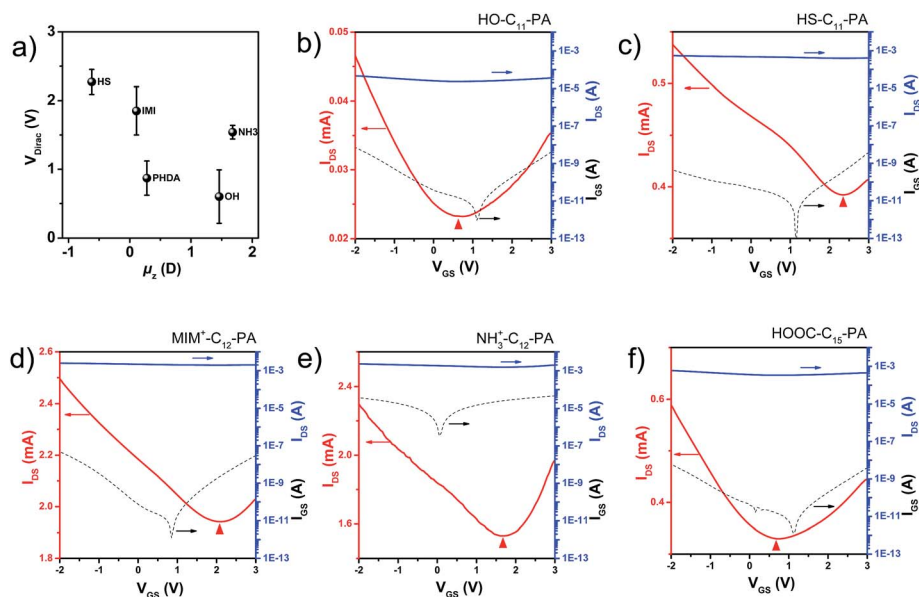 a)
3
2
1
0
-1
0
1
2
V_Dirac (V)
μ_z (D)
HS
IMI
NH3
PHDA
OH
b)
HO-C₁₁-PA
0.05
0.04
0.03
0.02
I_DS (mA)
-2
-1
0
1
2
3
V_GS (V)
1E-3
1E-5
1E-7
1E-9
1E-11
1E-13
I_DS (A)
I_GS (A)
c)
HS-C₁₁-PA
0.5
0.4
I_DS (mA)
-2
-1
0
1
2
3
V_GS (V)
1E-3
1E-5
1E-7
1E-9
1E-11
1E-13
I_DS (A)
I_GS (A)
d)
MIM⁺-C₁₂-PA
2.6
2.4
2.2
2.0
1.8
I_DS (mA)
-2
-1
0
1
2
3
V_GS (V)
1E-3
1E-5
1E-7
1E-9
1E-11
1E-13
I_DS (A)
I_GS (A)
e)
NH₃⁺-C₁₂-PA
2.4
2.0
1.6
I_DS (mA)
-2
-1
0
1
2
3
V_GS (V)
1E-3
1E-5
1E-7
1E-9
1E-11
1E-13
I_DS (A)
I_GS (A)
f)
HOOC-C₁₅-PA
0.6
0.4
I_DS (mA)
-2
-1
0
1
2
3
V_GS (V)
1E-3
1E-5
1E-7
1E-9
1E-11
1E-13
I_DS (A)
I_GS (A)